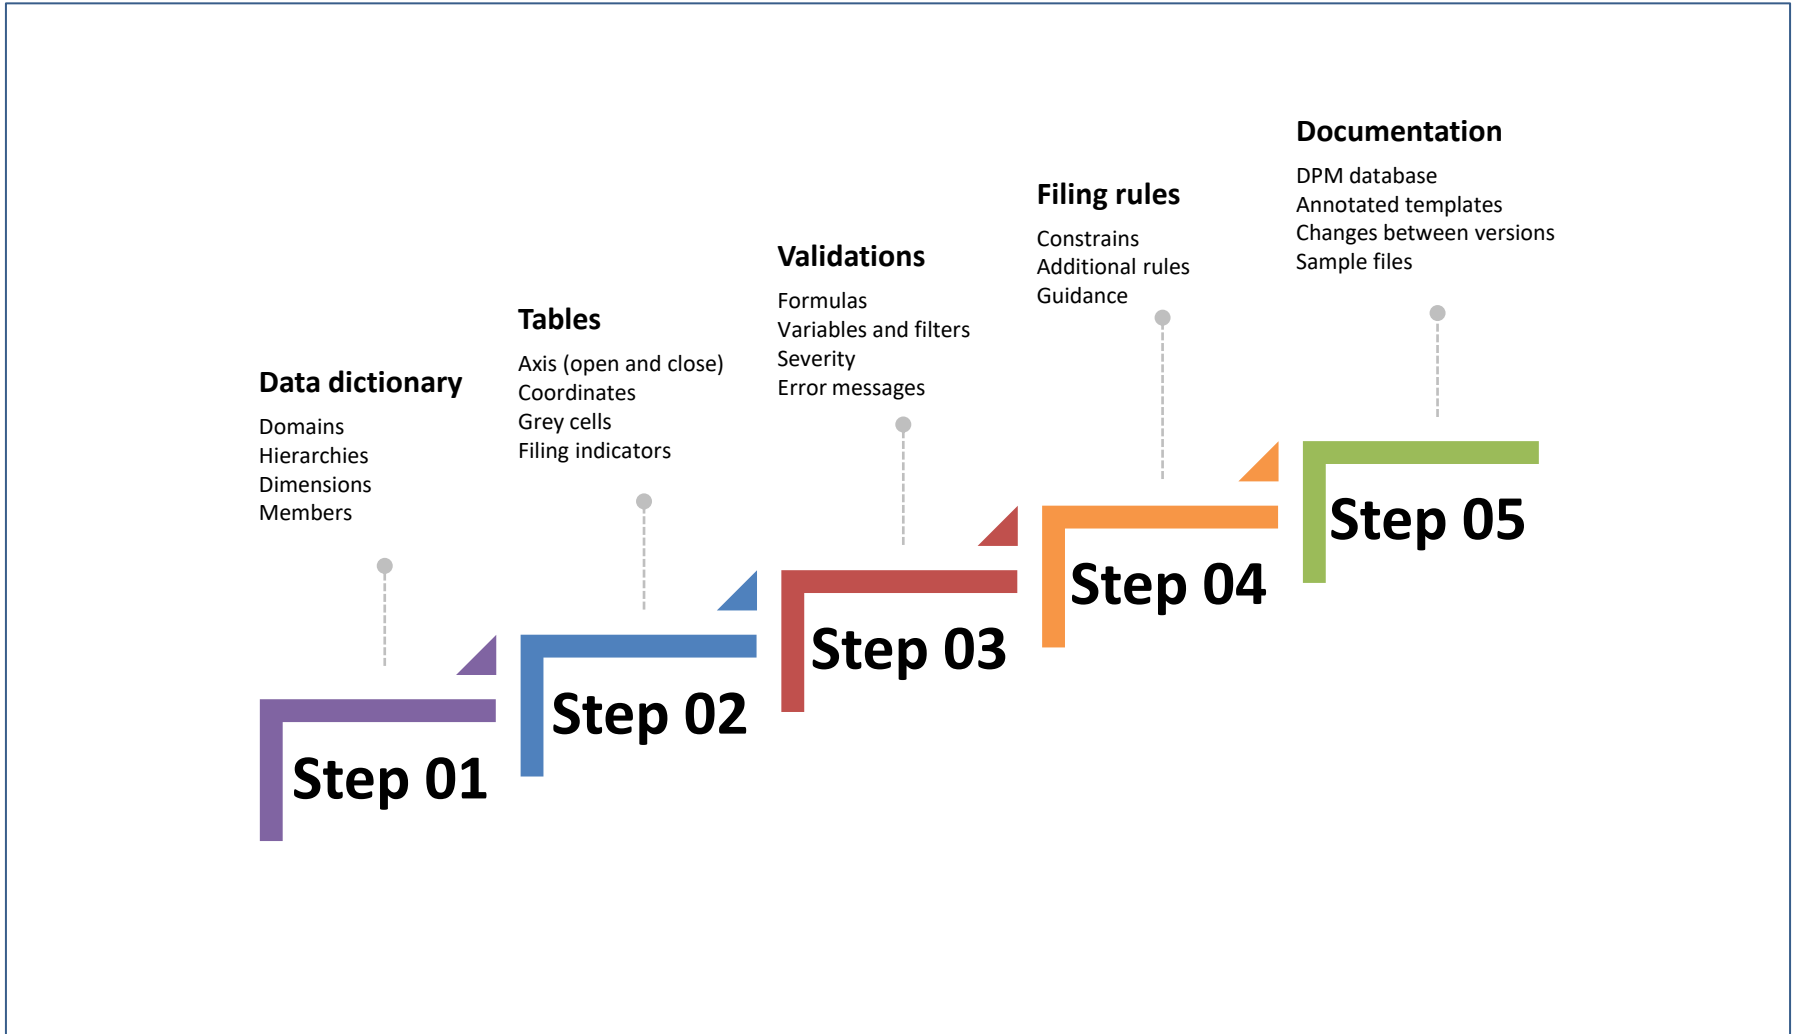 Data dictionary
Domains
Hierarchies
Dimensions
Members
Step 01
Tables
Axis (open and close)
Coordinates
Grey cells
Filing indicators
Step 02
Validations
Formulas
Variables and filters
Severity
Error messages
Step 03
Filing rules
Constrains
Additional rules
Guidance
Step 04
Documentation
DPM database
Annotated templates
Changes between versions
Sample files
Step 05